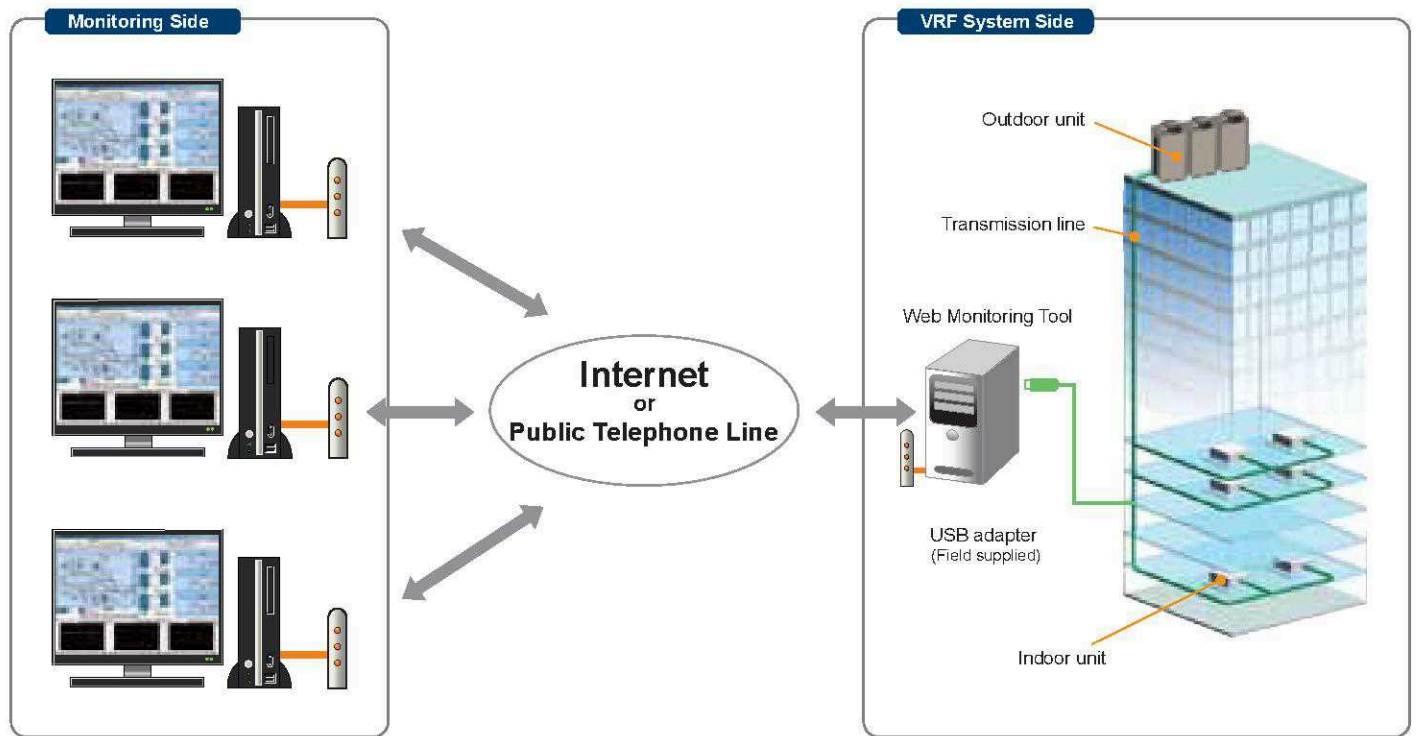 Monitoring Side
VRF System Side
Outdoor unit
Transmission line
Web Monitoring Tool
Internet
or
Public Telephone Line
USB adapter
(Field supplied)
Indoor unit